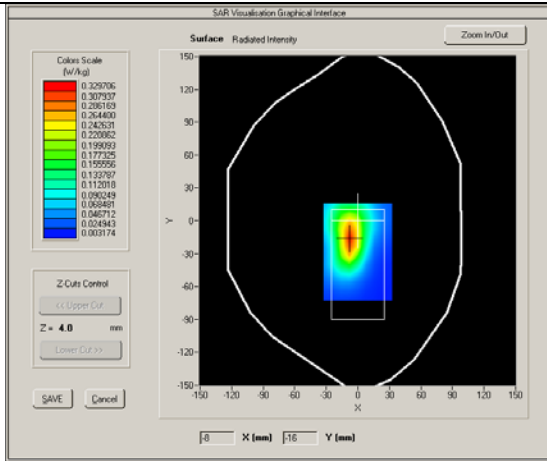 SAR Visualisation Graphical Interface
Surface Radiated Intensity
Zoom In/Out
Colors Scale
(W/kg)
0.329706
0.307937
0.286169
0.264400
0.242631
0.220862
0.199093
0.177325
0.155556
0.133787
0.112018
0.090249
0.068481
0.046712
0.024943
0.003174
Z-Cuts Control
<< Upper Cut
Z = 4.0 mm
Lower Cut >>
SAVE Cancel
150-
120-
90-
60-
30-
0-
-30-
-60-
-90-
-120-
-150-
Y
-150 -120 -90 -60 -30 0 30 60 90 120 150
X
-8 X (mm) -16 Y (mm)